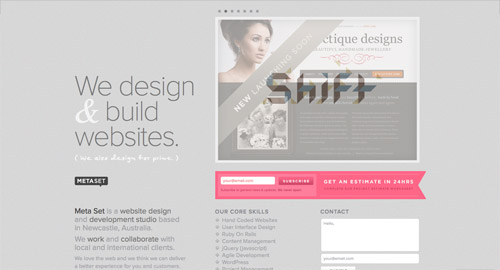 ctique designs
BEAUTIFUL HANDMADE JEWELLERY
NEW LAUNCHING SOON
Shift
We design
& build
websites.
{ we also design for print. }
METASET
your@email.com
SUBSCRIBE
GET AN ESTIMATE IN 24HRS
Meta Set is a website design
and development studio based
in Newcastle, Australia.
We work and collaborate with
local and international clients.
We love the web and we think we can deliver
a better experience for you and customers.
OUR CORE SKILLS
Hand Coded Websites
User Interface Design
Ruby On Rails
Content Management
jQuery (javascript)
Agile Development
WordPress
Project Management
CONTACT
Hello,
your@email.com